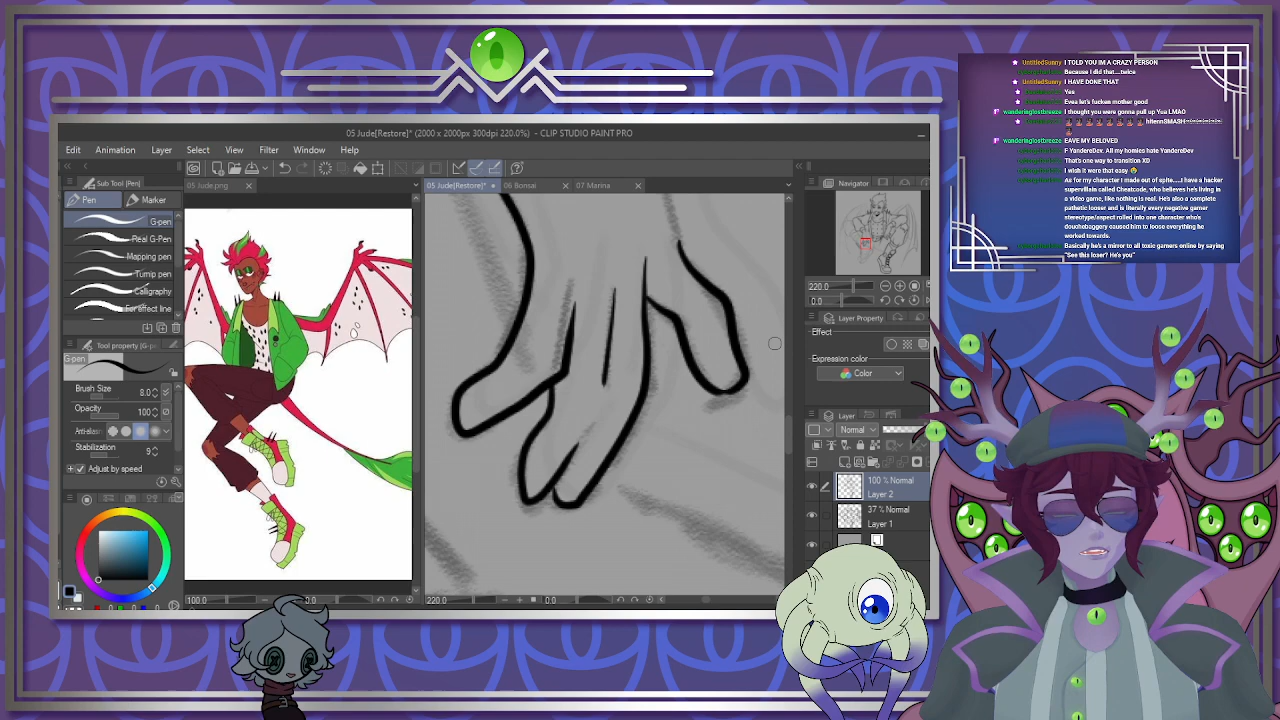 05 Jude[Restore]* (2000 x 2000px 300dpi 220.0%) - CLIP STUDIO PAINT PRO
Edit Animation Layer Select View Filter Window Help
Sub Tool [Pen]
Pen Marker
G-pen
Real G-Pen
Mapping pen
Turnip pen
Calligraphy
For effect line
Tool property [G-p
G-pen
Brush Size 8.0
Opacity 100
Anti-alias
Stabilization 9
Adjust by speed
05 Jude.png
100.0
0.0
05 Jude[Restore]* 06 Bonsai 07 Marina
220.0
0.0
Navigator
220.0
0.0
Layer Property
Effect
Expression color
Color
Layer
Normal
100 % Normal
Layer 2
37 % Normal
Layer 1
UntitledSunny I TOLD YOU IM A CRAZY PERSON
Because I did that....twice
UntitledSunny I HAVE DONE THAT
Yes
Evea let's fucken mother good
wanderinglostbreeze I thought you were gonna pull up Yua LMAO
wanderinglostbreeze EAVE MY BELOVED
F YandereDev. All my homies hate YandereDev
That's one way to transition XD
I wish it were that easy
As for my character I made out of spite....I have a hacker
supervillain called Cheatcode, who believes he's living in
a video game, like nothing is real. He's also a complete
pathetic looser and is literally every negative gamer
stereotype/aspect rolled into one character who's
douchebaggery caused him to loose everything he
worked towards.
Basically he's a mirror to all toxic gamers online by saying
"See this loser? He's you"